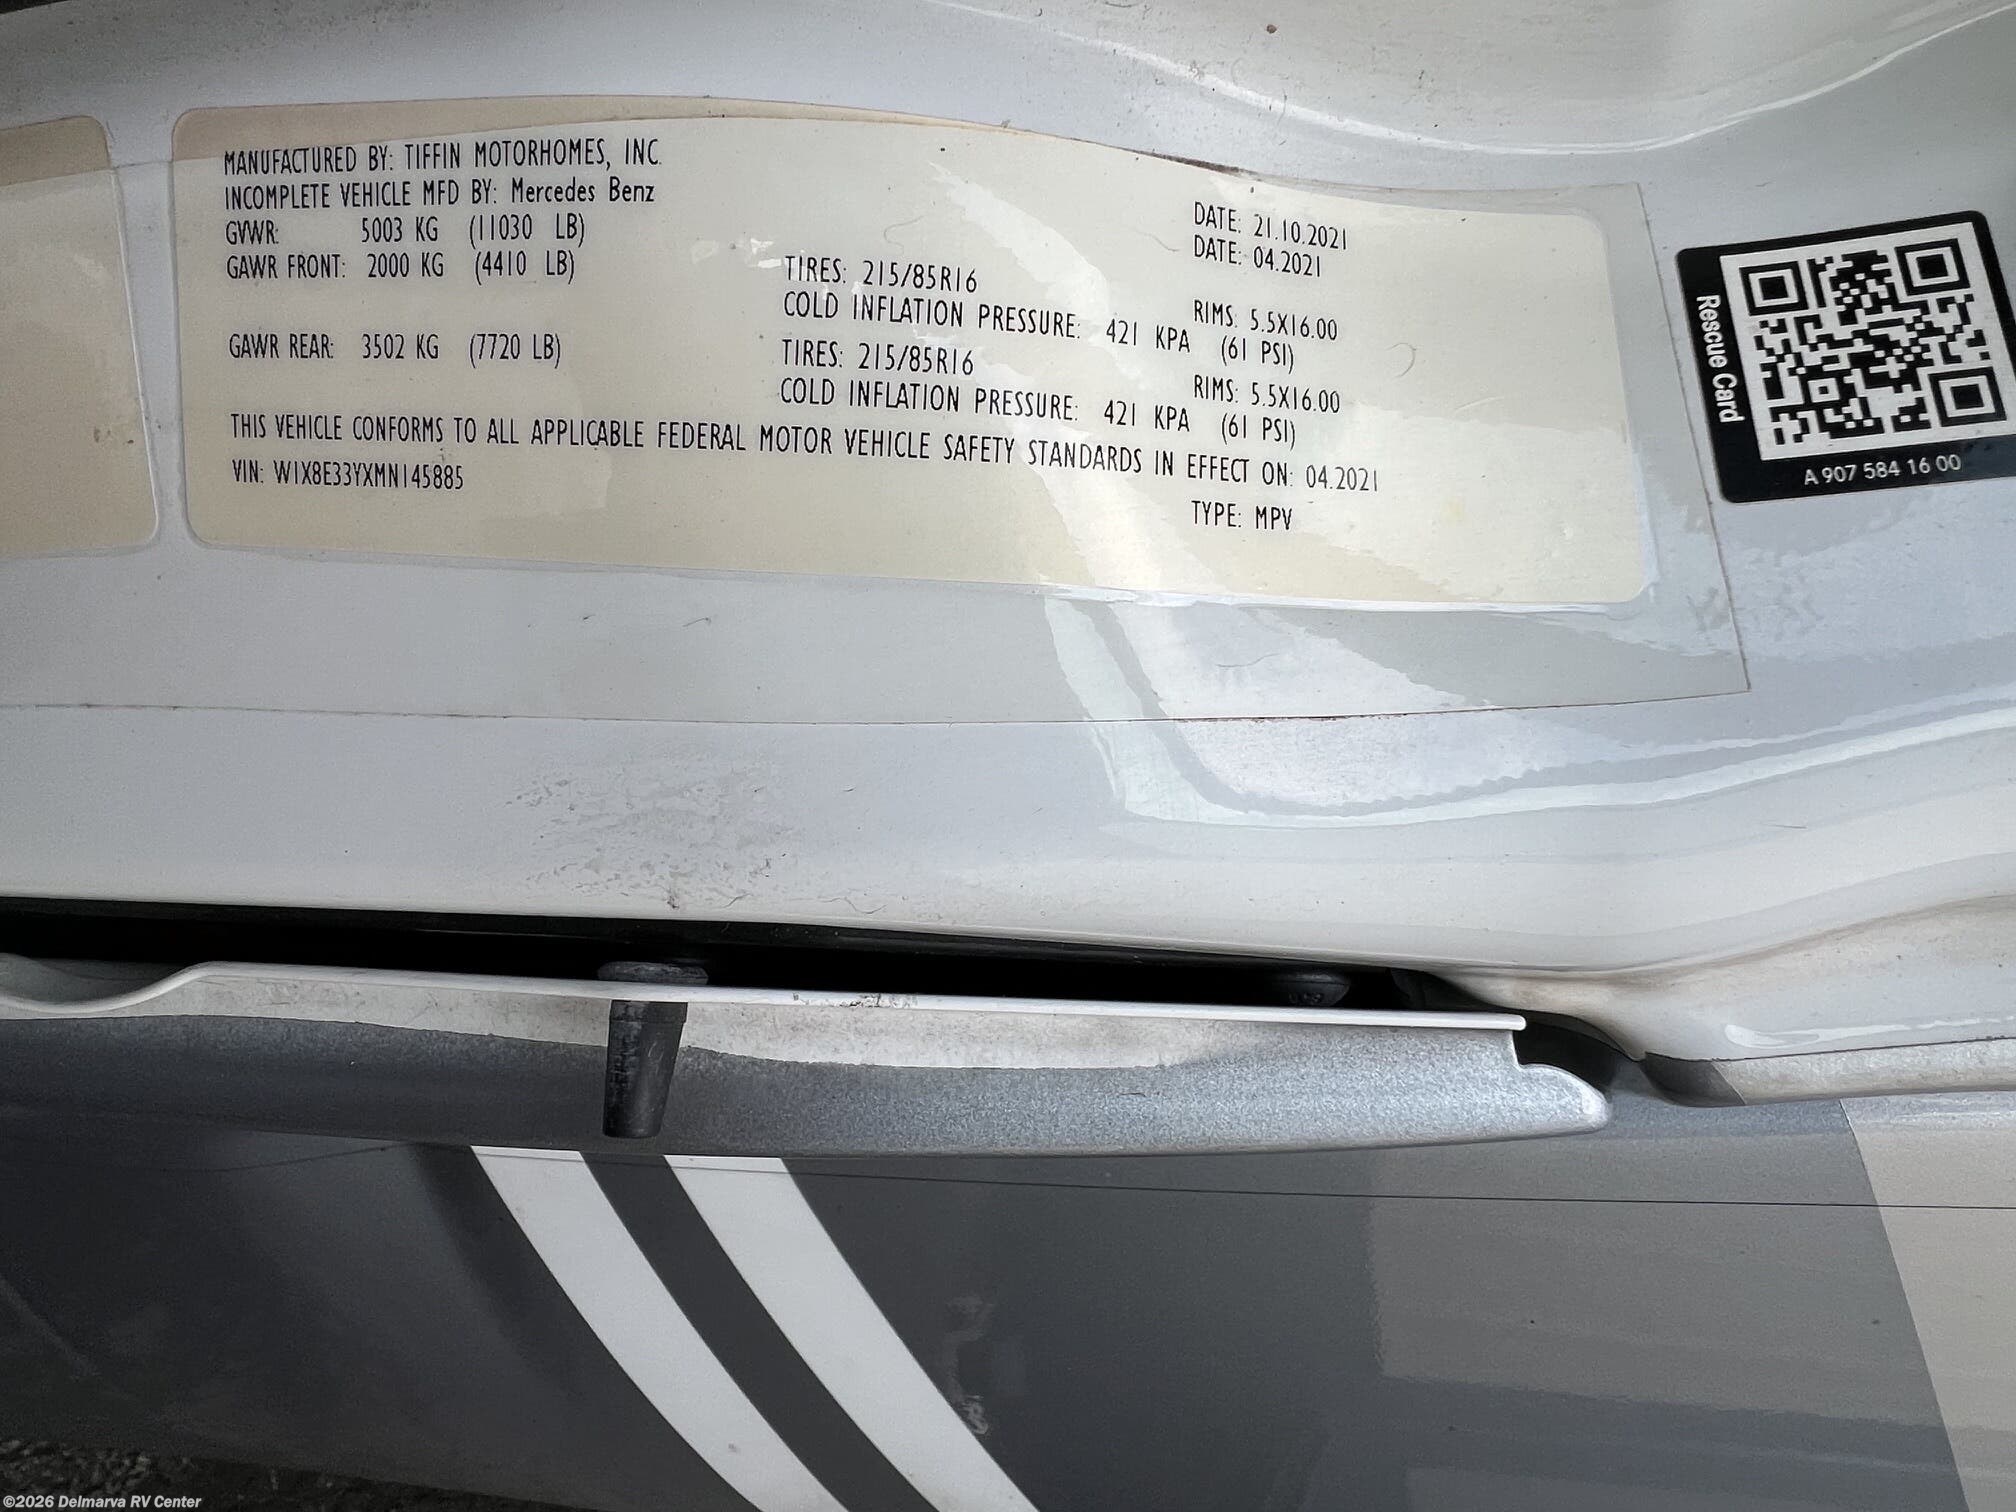 MANUFACTURED BY: TIFFIN MOTORHOMES, INC.
INCOMPLETE VEHICLE MFD BY: Mercedes Benz
DATE: 21.10.2021
GVWR: 5003 KG (11030 LB)
DATE: 04.2021
GAWR FRONT: 2000 KG (4410 LB)
TIRES: 215/85R16
RIMS: 5.5X16.00
COLD INFLATION PRESSURE: 421 KPA (61 PSI)
GAWR REAR: 3502 KG (7720 LB)
TIRES: 215/85R16
RIMS: 5.5X16.00
COLD INFLATION PRESSURE: 421 KPA (61 PSI)
THIS VEHICLE CONFORMS TO ALL APPLICABLE FEDERAL MOTOR VEHICLE SAFETY STANDARDS IN EFFECT ON: 04.2021
VIN: W1X8E33YXMN145885
TYPE: MPV
Rescue Card
A 907 584 16 00
©2026 Delmarva RV Center